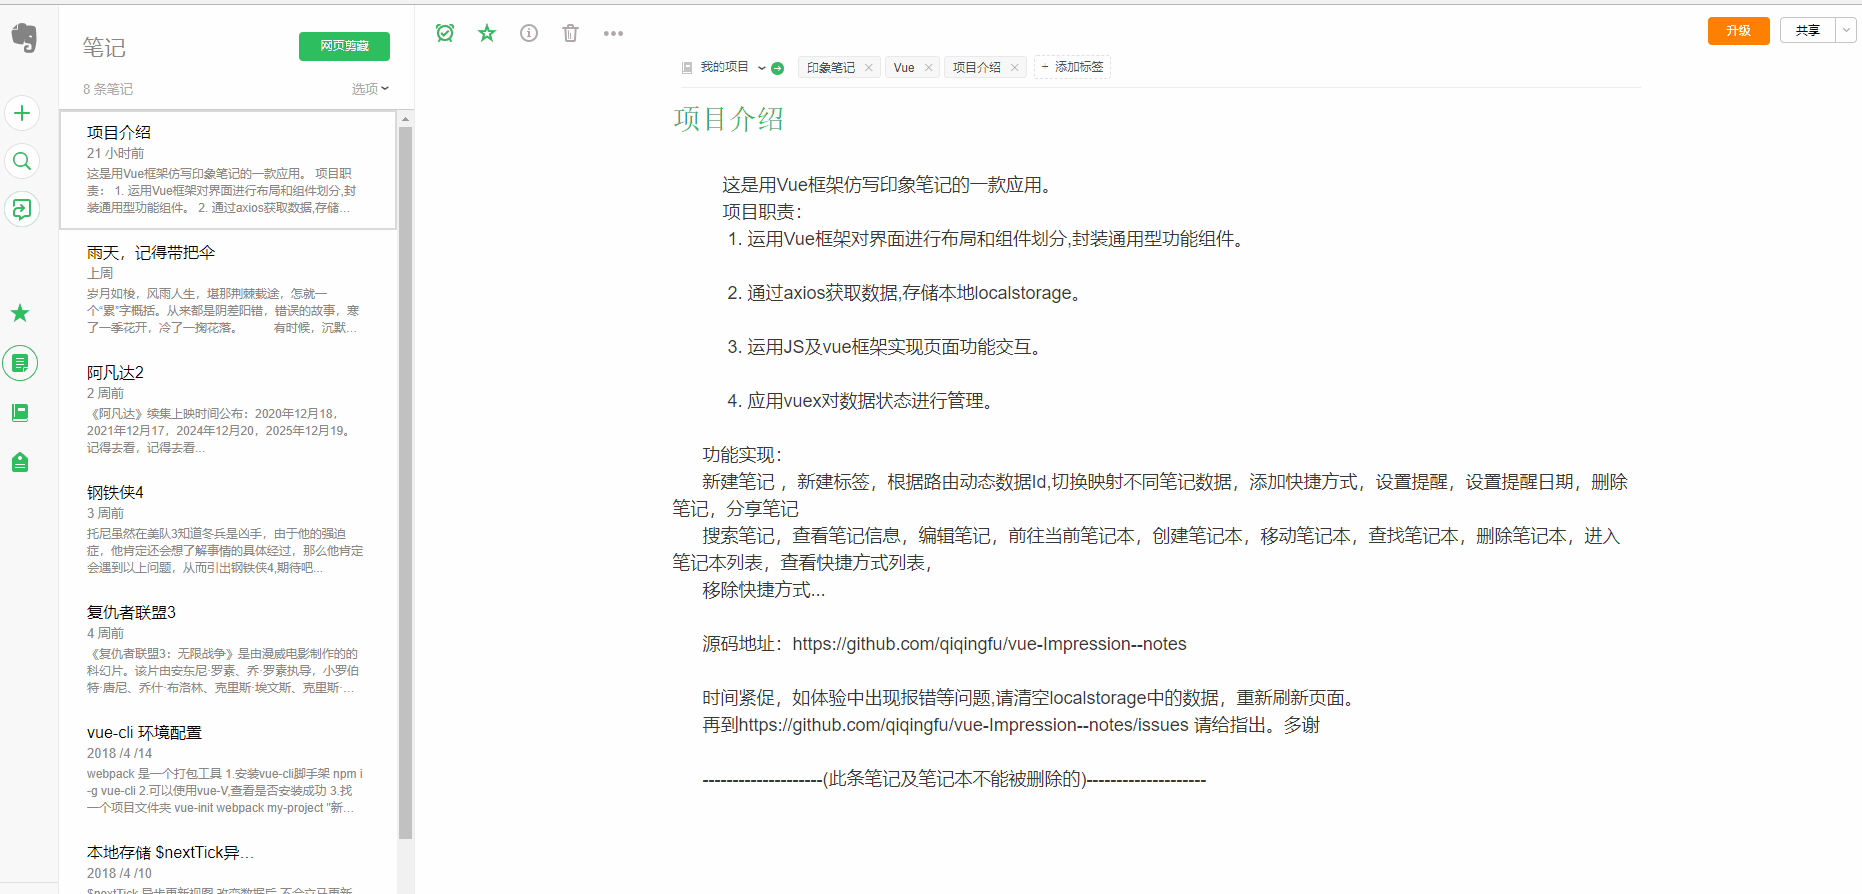 笔记
网页剪藏
8 条笔记
选项
项目介绍
21 小时前
这是用Vue框架仿写印象笔记的一款应用。 项目职
责： 1. 运用Vue框架对界面进行布局和组件划分,封
装通用型功能组件。 2. 通过axios获取数据,存储...
雨天，记得带把伞
上周
岁月如梭，风雨人生，堪那荆棘载途，怎就一
个“累”字概括。从来都是阴差阳错，错误的故事，寒
了一季花开，冷了一掬花落。 有时候，沉默...
阿凡达2
2 周前
《阿凡达》续集上映时间公布：2020年12月18，
2021年12月17，2024年12月20，2025年12月19。
记得去看，记得去看...
钢铁侠4
3 周前
托尼虽然在美队3知道冬兵是凶手，由于他的强迫
症，他肯定还会想了解事情的具体经过，那么他肯定
会遇到以上问题，从而引出钢铁侠4,期待吧...
复仇者联盟3
4 周前
《复仇者联盟3：无限战争》是由漫威电影制作的的
科幻片。该片由安东尼·罗素、乔·罗素执导，小罗伯
特·唐尼、乔什·布洛林、克里斯·埃文斯、克里斯·...
vue-cli 环境配置
2018 /4 /14
webpack 是一个打包工具 1.安装vue-cli脚手架 npm i
-g vue-cli 2.可以使用vue-V,查看是否安装成功 3.找
一个项目文件夹 vue-init webpack my-project "新...
本地存储 $nextTick异...
2018 /4 /10
$nextTick 异步更新视图 改变数据后 不会立马更新
升级
共享
我的项目
印象笔记 ×
Vue ×
项目介绍 ×
+ 添加标签
项目介绍
这是用Vue框架仿写印象笔记的一款应用。
项目职责：
1. 运用Vue框架对界面进行布局和组件划分,封装通用型功能组件。
2. 通过axios获取数据,存储本地localstorage。
3. 运用JS及vue框架实现页面功能交互。
4. 应用vuex对数据状态进行管理。
功能实现：
新建笔记 ，新建标签，根据路由动态数据Id,切换映射不同笔记数据，添加快捷方式，设置提醒，设置提醒日期，删除
笔记，分享笔记
搜索笔记，查看笔记信息，编辑笔记，前往当前笔记本，创建笔记本，移动笔记本，查找笔记本，删除笔记本，进入
笔记本列表，查看快捷方式列表，
移除快捷方式...
源码地址：https://github.com/qiqingfu/vue-Impression--notes
时间紧促，如体验中出现报错等问题,请清空localstorage中的数据，重新刷新页面。
再到https://github.com/qiqingfu/vue-Impression--notes/issues 请给指出。多谢
--------------------(此条笔记及笔记本不能被删除的)--------------------